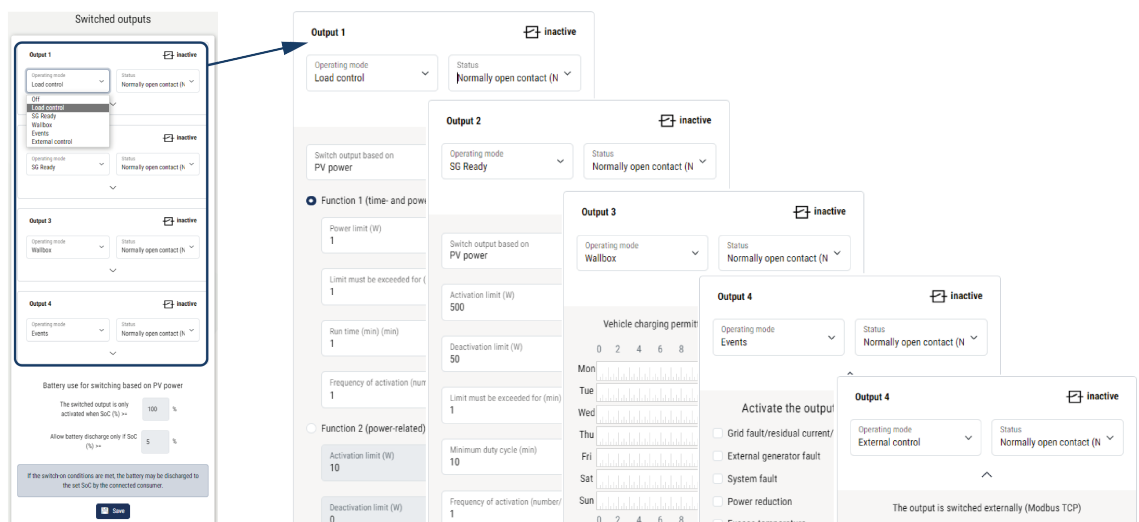 Switched outputs
Output 1
inactive
Operating mode
Load control
Status
Normally open contact (N
Off
Load control
SG Ready
Wallbox
Events
External control
inactive
Operating mode
SG Ready
Status
Normally open contact (N
Output 3
inactive
Operating mode
Wallbox
Status
Normally open contact (N
Output 4
inactive
Operating mode
Events
Status
Normally open contact (N
Battery use for switching based on PV power
The switched output is only
activated when SoC (%) >=
100
%
Allow battery discharge only if SoC
(%) >=
5
%
If the switch-on conditions are met, the battery may be discharged to
the set SoC by the connected consumer.
Save
Output 1
inactive
Operating mode
Load control
Status
Normally open contact (N
Switch output based on
PV power
Function 1 (time- and powe
Power limit (W)
1
Limit must be exceeded for (
1
Run time (min) (min)
1
Frequency of activation (num
1
Function 2 (power-related)
Activation limit (W)
10
Deactivation limit (W)
0
Output 2
inactive
Operating mode
SG Ready
Status
Normally open contact (N
Switch output based on
PV power
Activation limit (W)
500
Deactivation limit (W)
50
Limit must be exceeded for (min)
1
Minimum duty cycle (min)
10
Frequency of activation (number/
1
Output 3
inactive
Operating mode
Wallbox
Status
Normally open contact (N
Vehicle charging permit
0 2 4 6 8
Mon
Tue
Wed
Thu
Fri
Sat
Sun
0 2 4 6 8
Output 4
inactive
Operating mode
Events
Status
Normally open contact (N
Activate the output
Grid fault/residual current/
External generator fault
System fault
Power reduction
Output 4
inactive
Operating mode
External control
Status
Normally open contact (N
The output is switched externally (Modbus TCP)